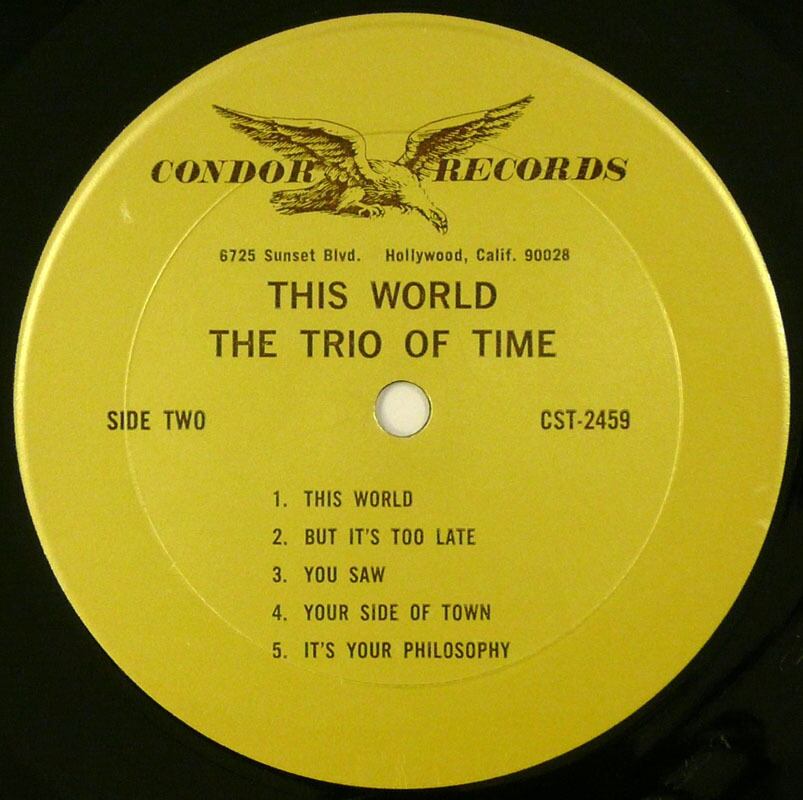 CONDOR RECORDS
6725 Sunset Blvd. Hollywood, Calif. 90028
THIS WORLD
THE TRIO OF TIME
SIDE TWO CST-2459
1. THIS WORLD
2. BUT IT'S TOO LATE
3. YOU SAW
4. YOUR SIDE OF TOWN
5. IT'S YOUR PHILOSOPHY